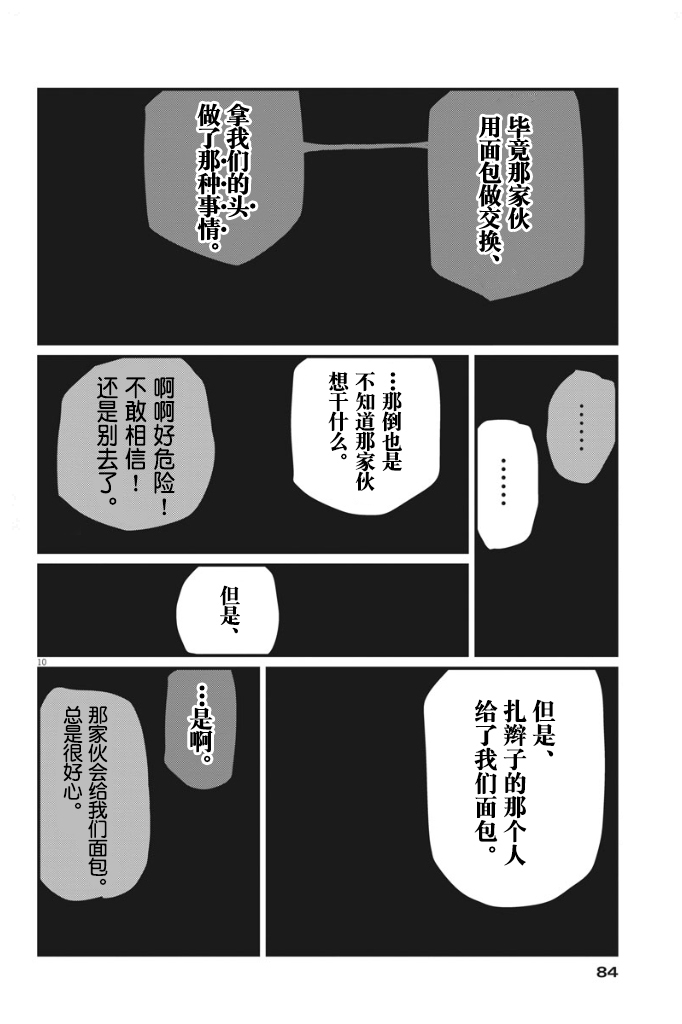 毕竟那家伙
用面包做交换、
拿我们的头
做了那种事情。
……
……
…那倒也是
不知道那家伙
想干什么。
啊啊好危险！
不敢相信！
还是别去了。
但是、
10
但是、
扎辫子的那个人
给了我们面包。
…是啊。
那家伙会给我们面包。
总是很好心。
84